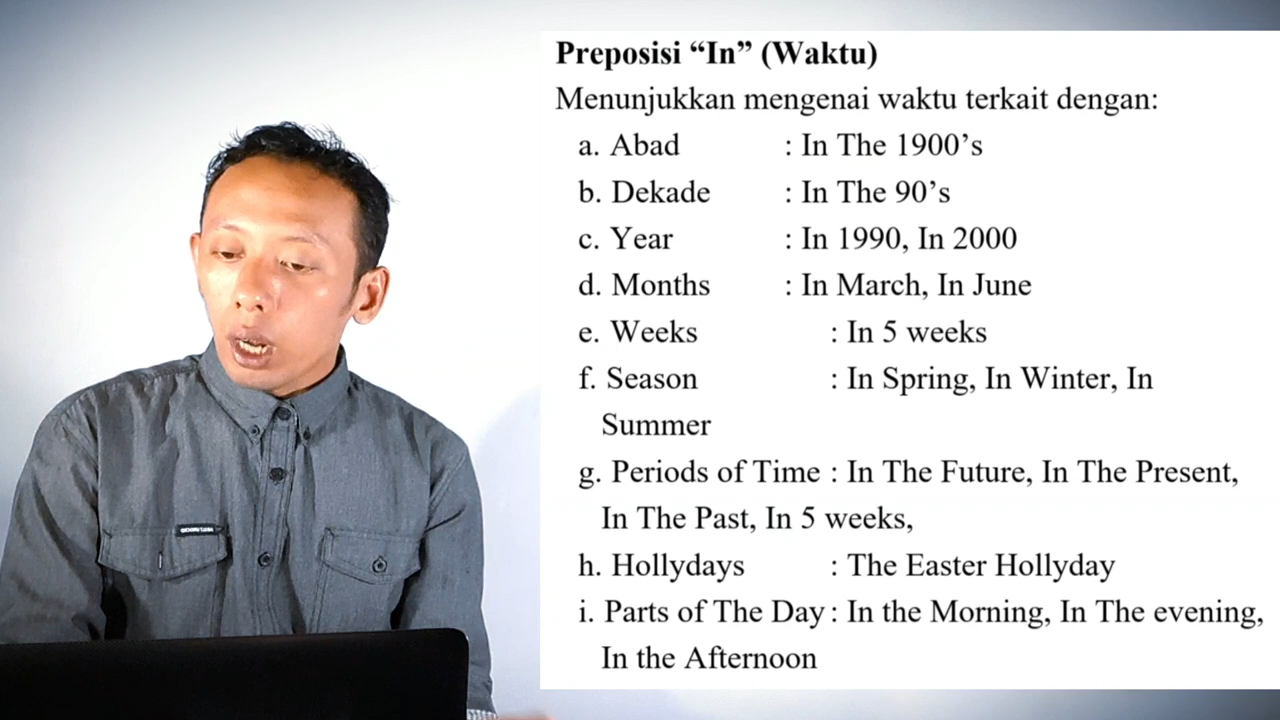 Preposisi “In” (Waktu)
Menunjukkan mengenai waktu terkait dengan:
a. Abad : In The 1900’s
b. Dekade : In The 90’s
c. Year : In 1990, In 2000
d. Months : In March, In June
e. Weeks : In 5 weeks
f. Season : In Spring, In Winter, In
Summer
g. Periods of Time : In The Future, In The Present,
In The Past, In 5 weeks,
h. Hollydays : The Easter Hollyday
i. Parts of The Day : In the Morning, In The evening,
In the Afternoon